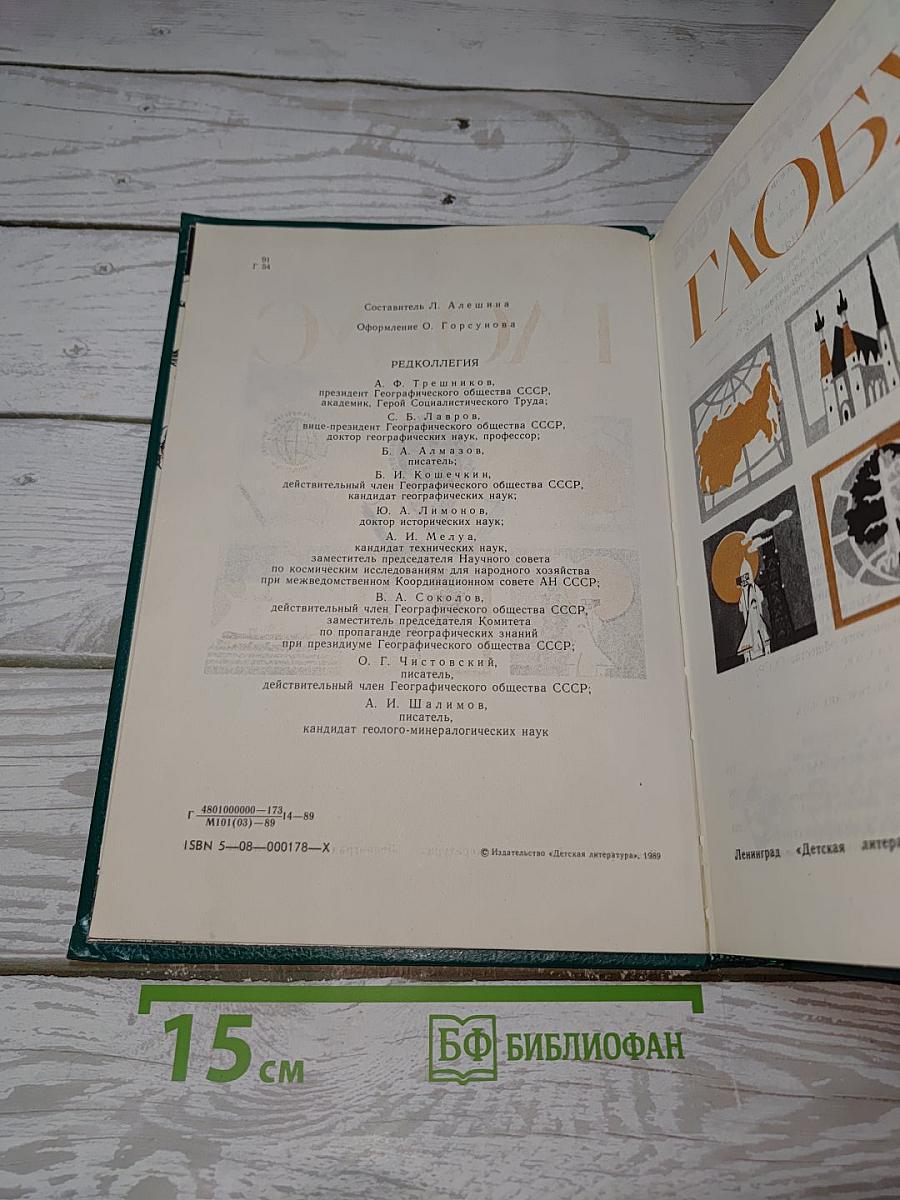 91
Г 54
Составитель Л. Алешина
Оформление О. Горсунова
РЕДКОЛЛЕГИЯ
А. Ф. Трешников,
президент Географического общества СССР,
академик, Герой Социалистического Труда;
С. Б. Лавров,
вице-президент Географического общества СССР,
доктор географических наук, профессор;
Б. А. Алмазов,
писатель;
Б. И. Кошечкин,
действительный член Географического общества СССР,
кандидат географических наук;
Ю. А. Лимонов,
доктор исторических наук;
А. И. Мелуа,
кандидат технических наук,
заместитель председателя Научного совета
по космическим исследованиям для народного хозяйства
при межведомственном Координационном совете АН СССР;
В. А. Соколов,
действительный член Географического общества СССР,
заместитель председателя Комитета
по пропаганде географических знаний
при президиуме Географического общества СССР;
О. Г. Чистовский,
писатель,
действительный член Географического общества СССР;
А. И. Шалимов,
писатель,
кандидат геолого-минералогических наук
Г 4801000000—173 14—89
М101(03)—89
ISBN 5—08—000178—X
© Издательство «Детская литература», 1989
ГЛОБУ
Ленинград «Детская литера
15 см
БФ БИБЛИОФАН